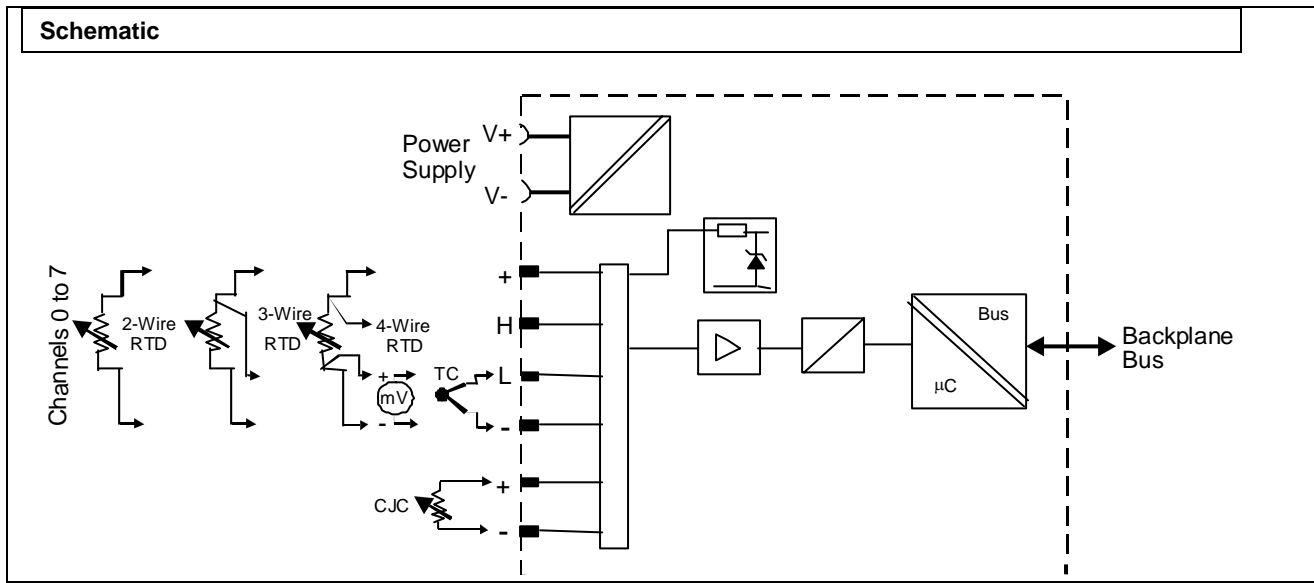 Schematic
Power
Supply
V+
V-
Channels 0 to 7
2-Wire
RTD
3-Wire
RTD
4-Wire
RTD
+
mV
-
TC
+
H
L
-
CJC
+
-
Bus
µC
Backplane
Bus